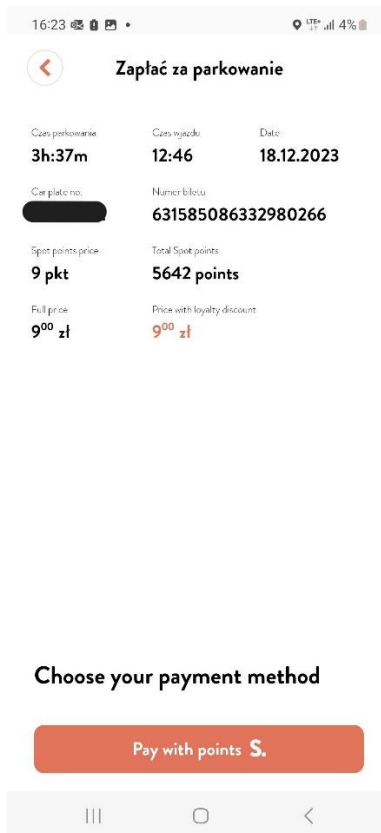 16:23 LTE+ 4%
Zapłać za parkowanie
Czas parkowania Czas wjazdu Date
3h:37m 12:46 18.12.2023
Car plate no. Numer biletu
631585086332980266
Spot points price Total Spot points
9 pkt 5642 points
Full price Price with loyalty discount
9⁰⁰ zł 9⁰⁰ zł
Choose your payment method
Pay with points S.